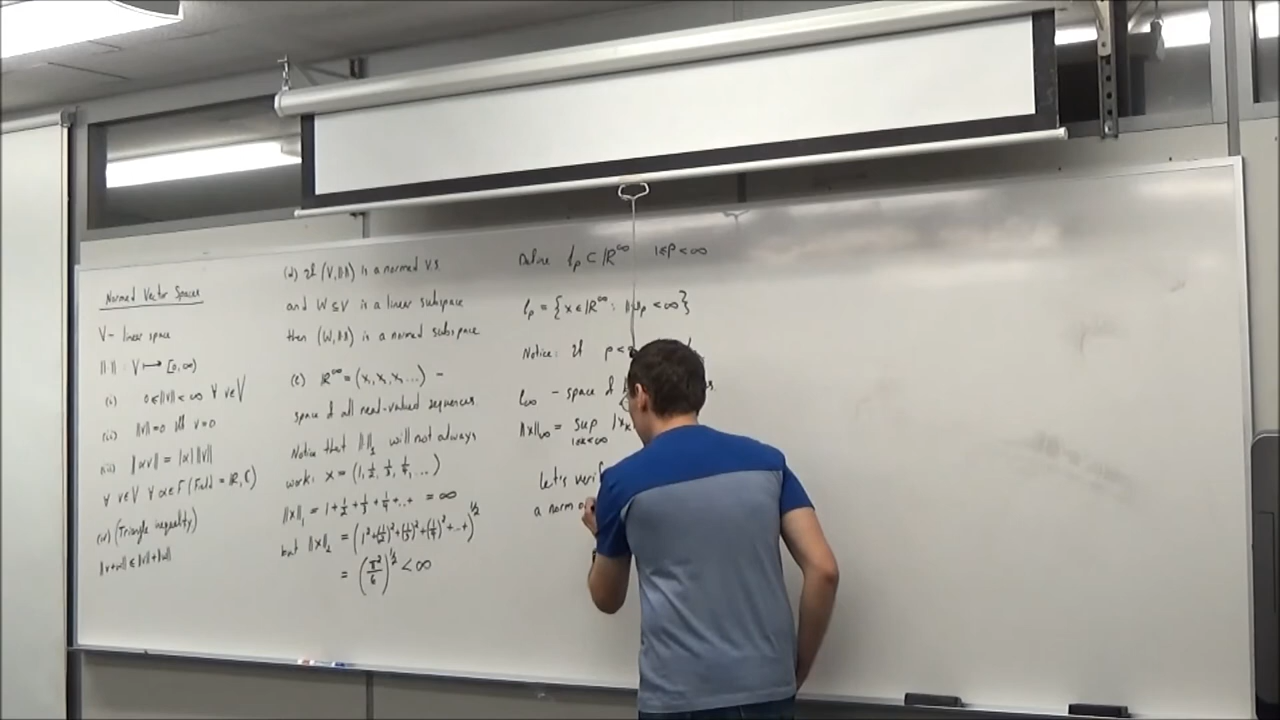 Normed Vector Spaces
V - linear space
‖·‖ : V ↦ [0,∞)
(i) 0≤‖v‖<∞ ∀ v∈V
(ii) ‖v‖=0 iff v=0
(iii) ‖αv‖ = |α| ‖v‖
∀ v∈V ∀ α∈F (Field = ℝ, ℂ)
(iv) (Triangle inequality)
‖v+w‖ ≤ ‖v‖+‖w‖
(d) If (V,‖·‖) is a normed v.s.
and W⊆V is a linear subspace
then (W,‖·‖) is a normed subspace
(e) ℝ^∞ = (x₁, x₂, x₃ ...) -
space of all real-valued sequences.
Notice that ‖·‖₁ will not always
work: x = (1, 1/2, 1/3, 1/4, ...)
‖x‖₁ = 1 + 1/2 + 1/3 + 1/4 + ... = ∞
but ‖x‖₂ = (1² + (1/2)² + (1/3)² + (1/4)² + ...)^1/2
= (π²/6)^1/2 < ∞
Define ℓp ⊂ ℝ^∞ 1≤p<∞
ℓp = {x∈ℝ^∞ : ‖x‖p < ∞}
Notice: If p<
ℓ∞ - space of
‖x‖∞ = sup 1≤k<∞ |xk
Let's
a norm